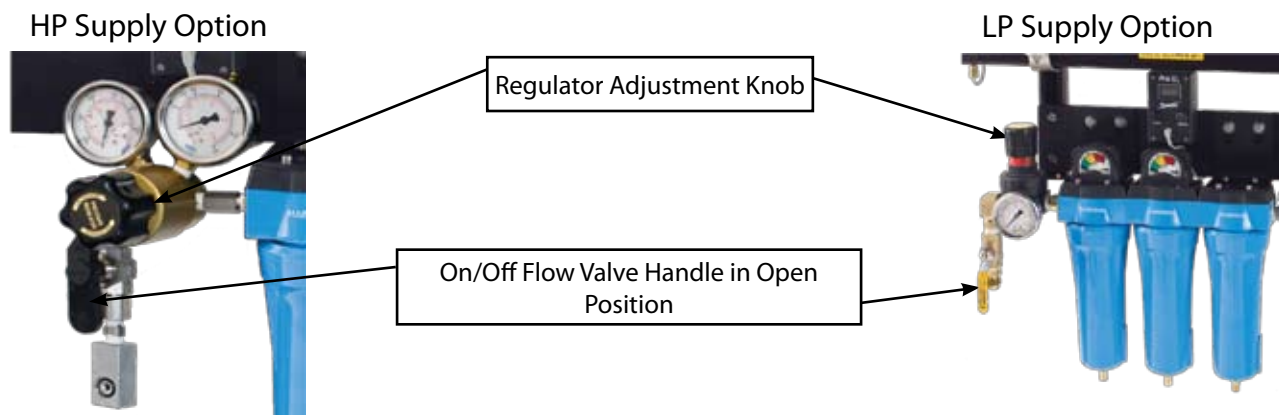 HP Supply Option
LP Supply Option
Regulator Adjustment Knob
On/Off Flow Valve Handle in Open
Position